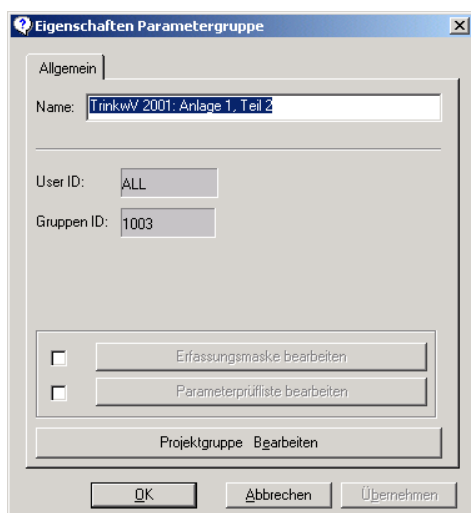 Eigenschaften Parametergruppe
Allgemein
Name: TrinkwV 2001: Anlage 1, Teil 2
User ID: ALL
Gruppen ID: 1003
Erfassungsmaske bearbeiten
Parameterprüfliste bearbeiten
Projektgruppe Bearbeiten
OK Abbrechen Übernehmen